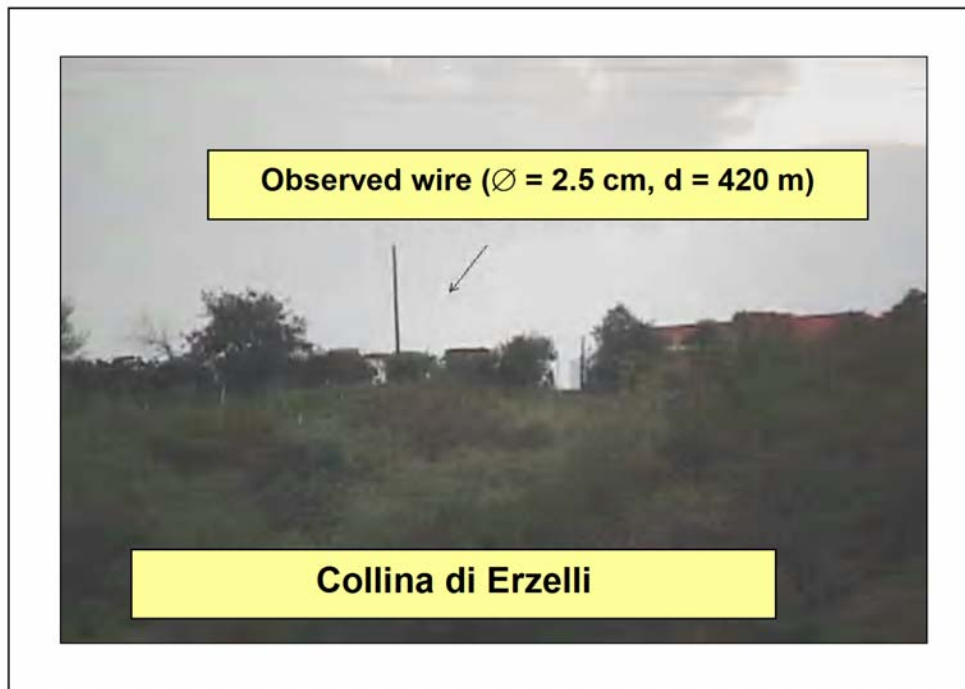 Observed wire (∅ = 2.5 cm, d = 420 m)
Collina di Erzelli